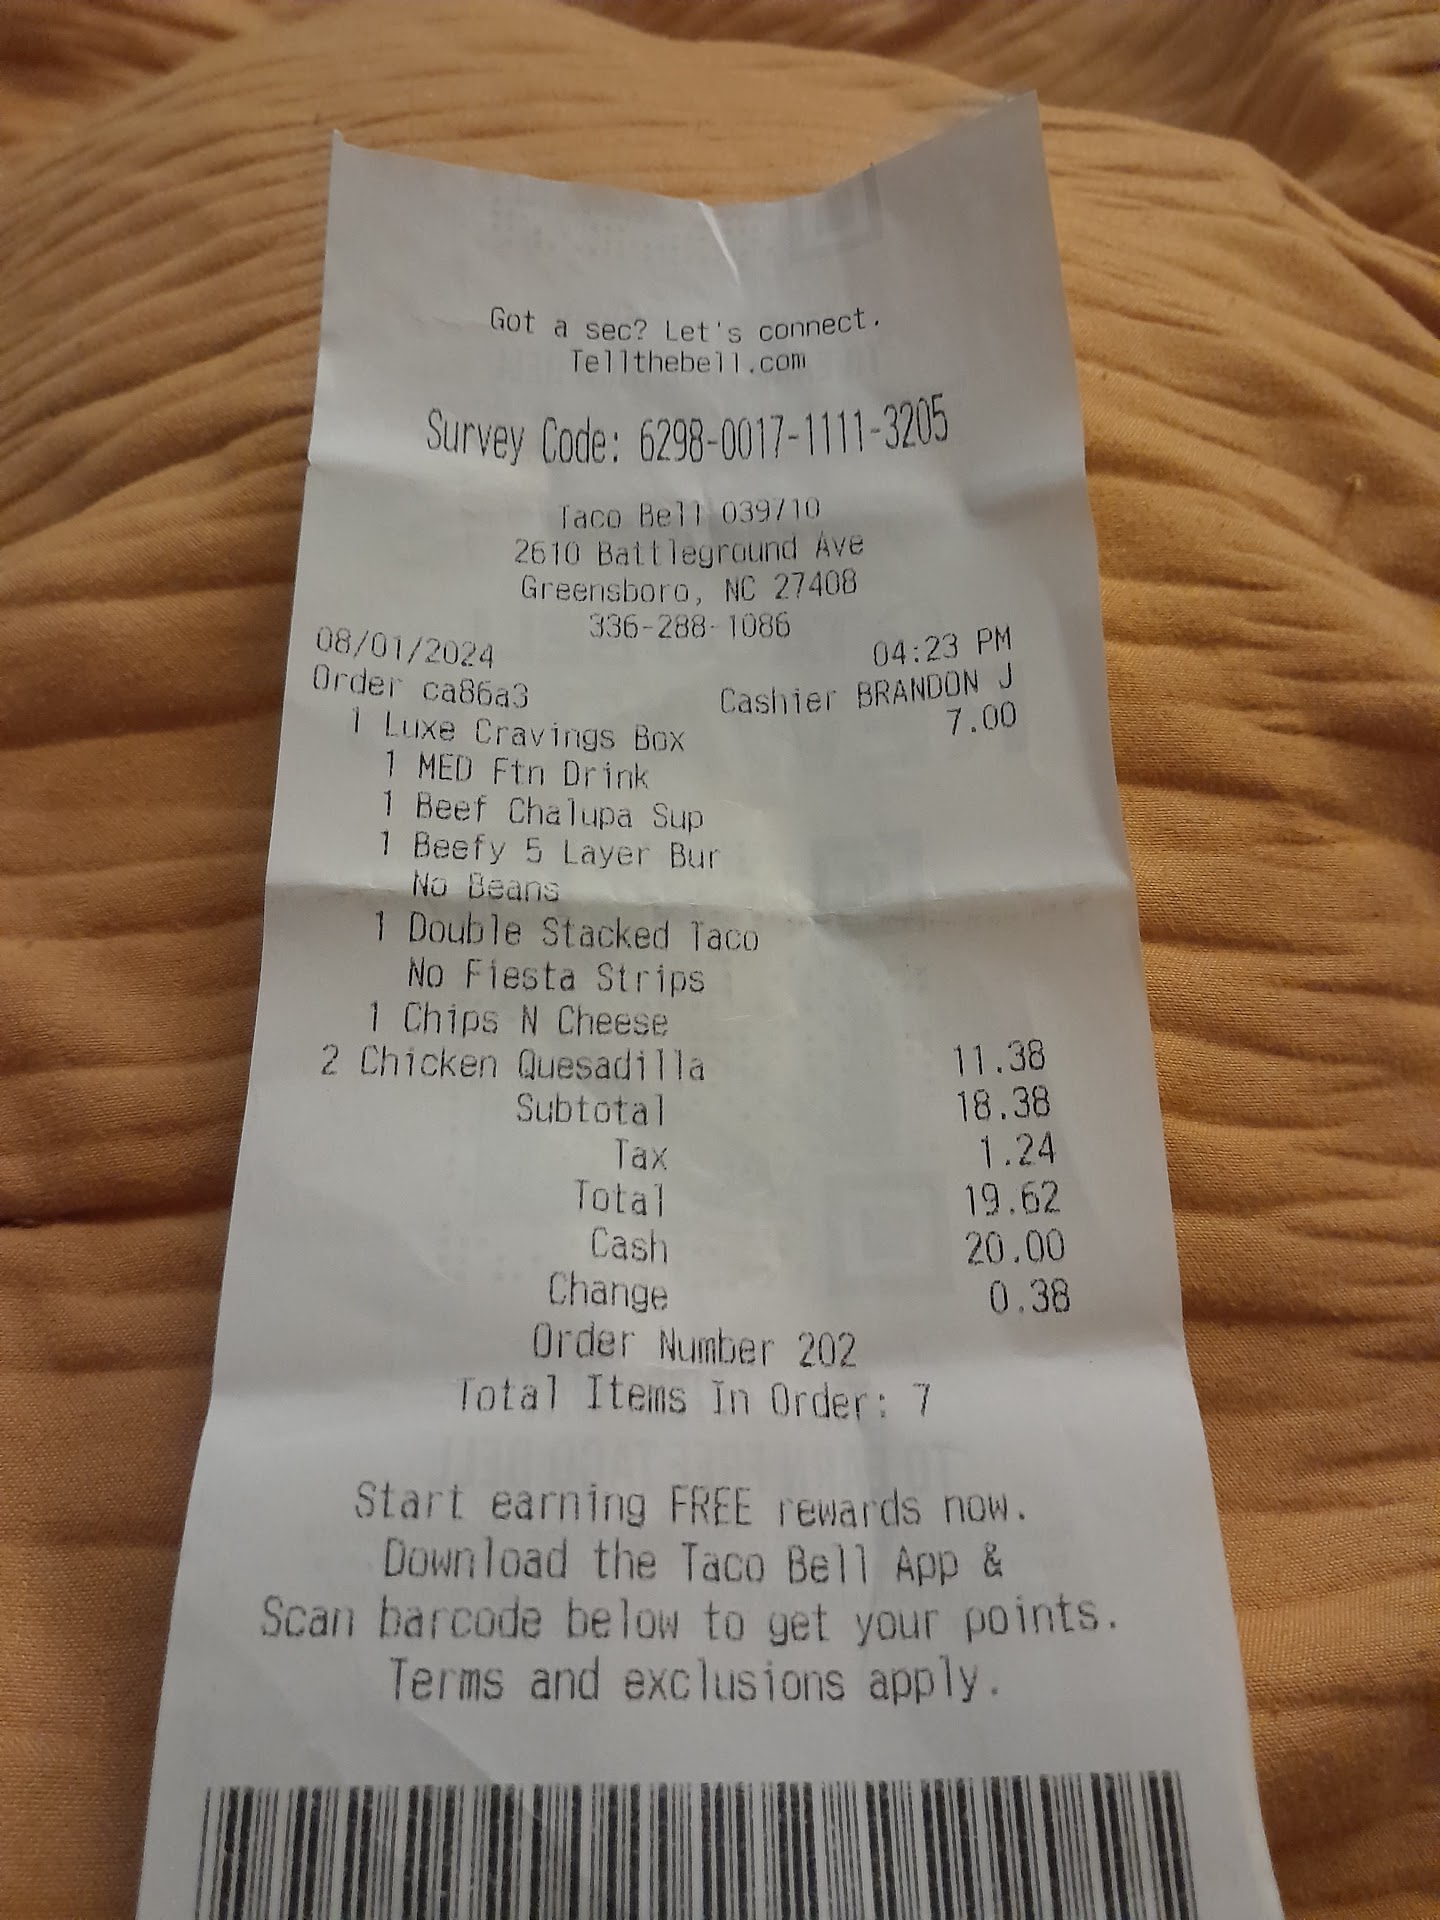 Got a sec? Let's connect.
Tellthebell.com
Survey Code: 6298-0017-1111-3205
Taco Bell 039710
2610 Battleground Ave
Greensboro, NC 27408
336-288-1086
08/01/2024 04:23 PM
Order ca86a3 Cashier BRANDON J
1 Luxe Cravings Box 7.00
1 MED Ftn Drink
1 Beef Chalupa Sup
1 Beefy 5 Layer Bur
No Beans
1 Double Stacked Taco
No Fiesta Strips
1 Chips N Cheese
2 Chicken Quesadilla 11.38
Subtotal 18.38
Tax 1.24
Total 19.62
Cash 20.00
Change 0.38
Order Number 202
Total Items In Order: 7
Start earning FREE rewards now.
Download the Taco Bell App &
Scan barcode below to get your points.
Terms and exclusions apply.